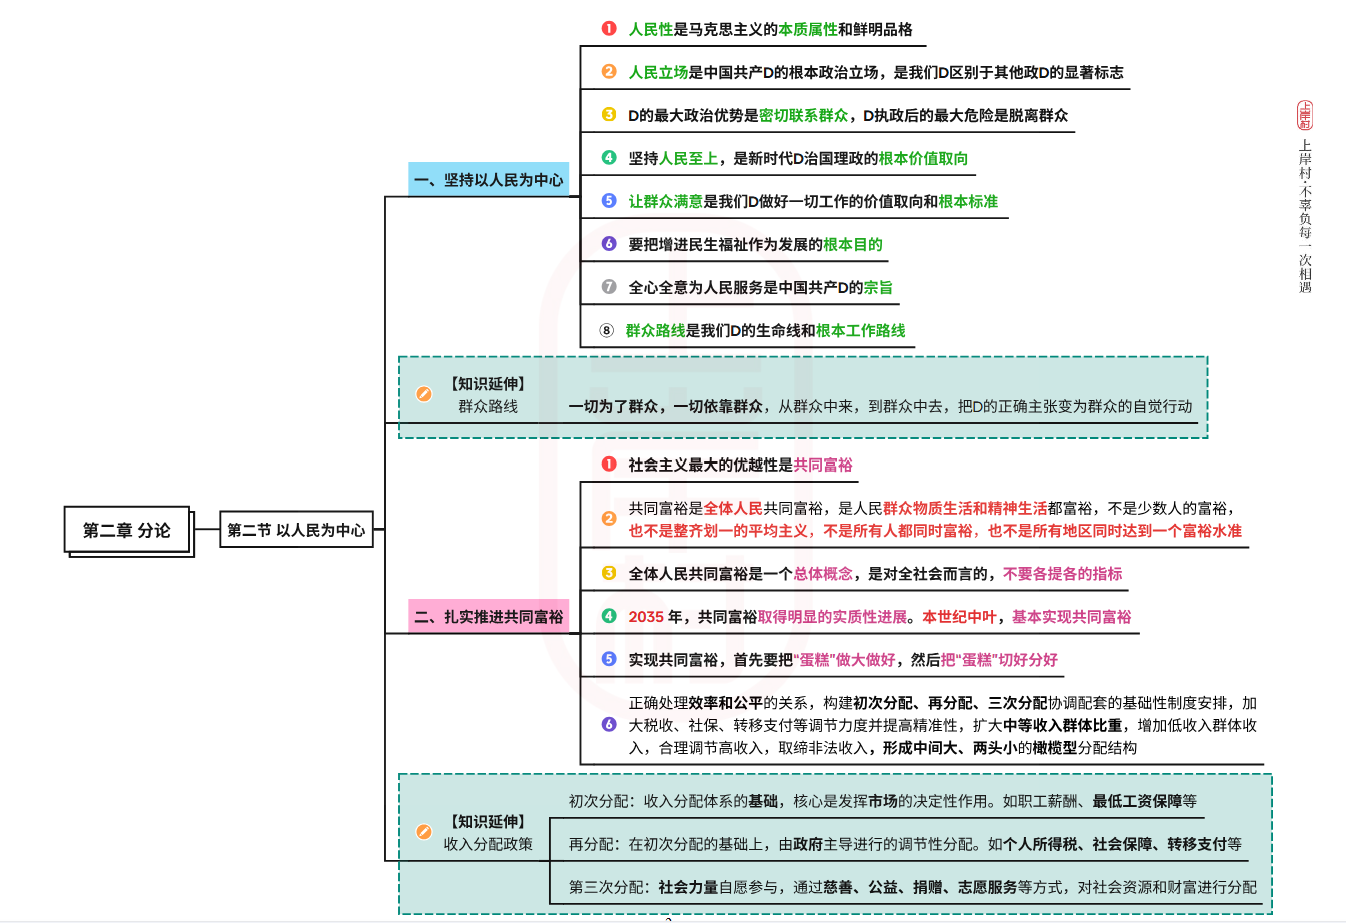 第二章 分论
第二节 以人民为中心
一、坚持以人民为中心
1 人民性是马克思主义的本质属性和鲜明品格
2 人民立场是中国共产D的根本政治立场，是我们D区别于其他政D的显著标志
3 D的最大政治优势是密切联系群众，D执政后的最大危险是脱离群众
4 坚持人民至上，是新时代D治国理政的根本价值取向
5 让群众满意是我们D做好一切工作的价值取向和根本标准
6 要把增进民生福祉作为发展的根本目的
7 全心全意为人民服务是中国共产D的宗旨
⑧ 群众路线是我们D的生命线和根本工作路线
【知识延伸】
群众路线
一切为了群众，一切依靠群众，从群众中来，到群众中去，把D的正确主张变为群众的自觉行动
二、扎实推进共同富裕
1 社会主义最大的优越性是共同富裕
2 共同富裕是全体人民共同富裕，是人民群众物质生活和精神生活都富裕，不是少数人的富裕，
也不是整齐划一的平均主义，不是所有人都同时富裕，也不是所有地区同时达到一个富裕水准
3 全体人民共同富裕是一个总体概念，是对全社会而言的，不要各提各的指标
4 2035 年，共同富裕取得明显的实质性进展。本世纪中叶，基本实现共同富裕
5 实现共同富裕，首先要把“蛋糕”做大做好，然后把“蛋糕”切好分好
6 正确处理效率和公平的关系，构建初次分配、再分配、三次分配协调配套的基础性制度安排，加
大税收、社保、转移支付等调节力度并提高精准性，扩大中等收入群体比重，增加低收入群体收
入，合理调节高收入，取缔非法收入，形成中间大、两头小的橄榄型分配结构
【知识延伸】
收入分配政策
初次分配：收入分配体系的基础，核心是发挥市场的决定性作用。如职工薪酬、最低工资保障等
再分配：在初次分配的基础上，由政府主导进行的调节性分配。如个人所得税、社会保障、转移支付等
第三次分配：社会力量自愿参与，通过慈善、公益、捐赠、志愿服务等方式，对社会资源和财富进行分配
上岸村
上岸村·不辜负每一次相遇